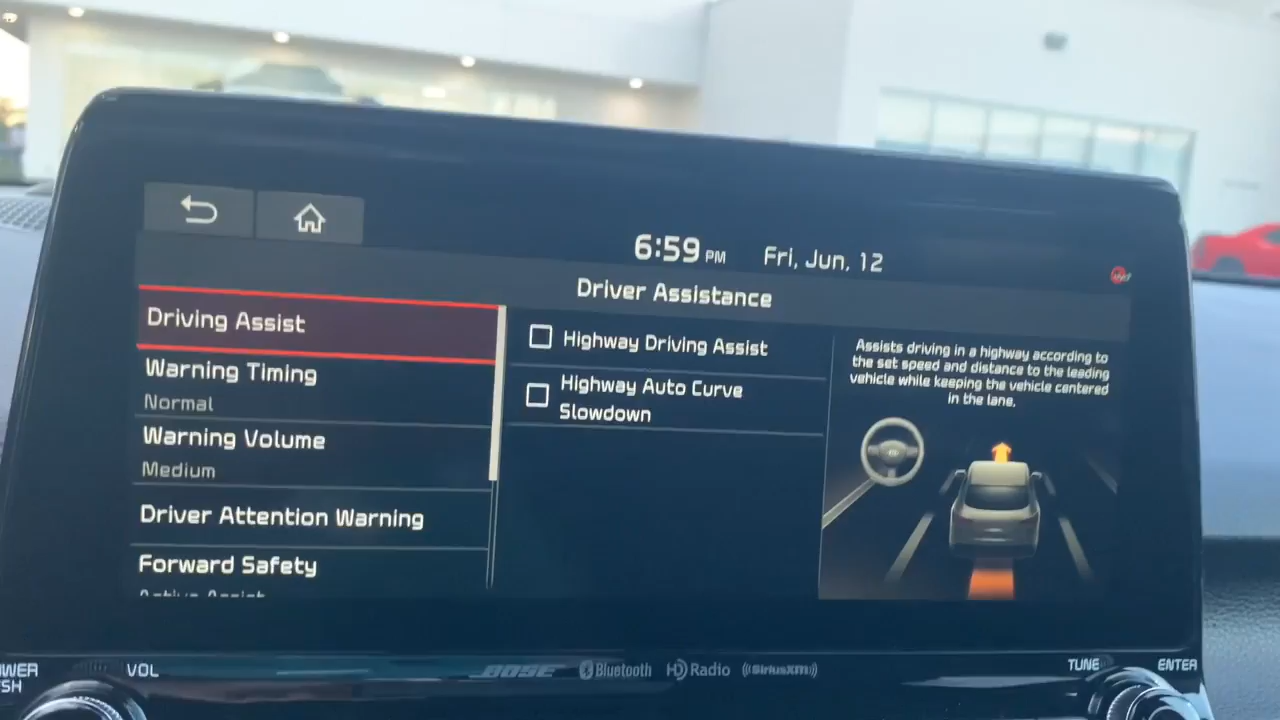 6:59 PM Fri, Jun, 12
Driver Assistance
Driving Assist
Warning Timing
Normal
Warning Volume
Medium
Driver Attention Warning
Forward Safety
Active Assist
Highway Driving Assist
Highway Auto Curve
Slowdown
Assists driving in a highway according to
the set speed and distance to the leading
vehicle while keeping the vehicle centered
in the lane.
VOL
BOSE Bluetooth HD Radio ((SiriusXM))
TUNE
ENTER